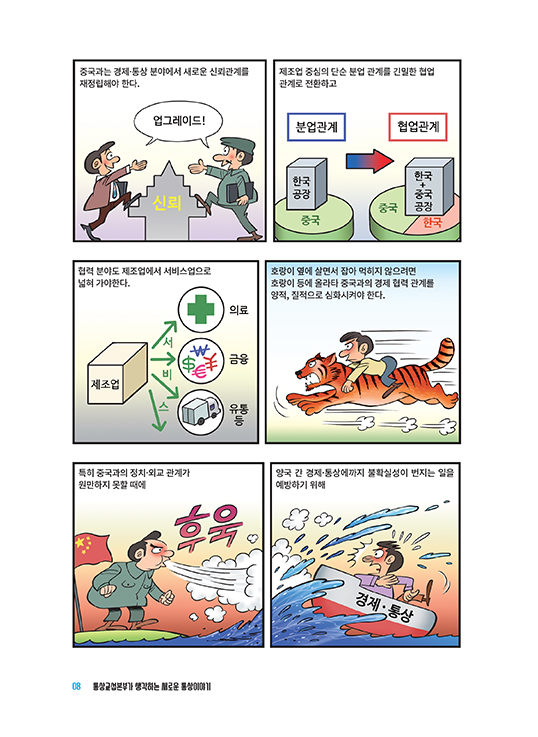 중국과는 경제·통상 분야에서 새로운 신뢰관계를
재정립해야 한다.
업그레이드!
신뢰
제조업 중심의 단순 분업 관계를 긴밀한 협업
관계로 전환하고
분업관계
협업관계
한국
공장
중국
한국
+
중국
공장
중국
한국
협력 분야도 제조업에서 서비스업으로
넓혀 가야한다.
제조업
서
비
스
의료
금융
유통
등
호랑이 옆에 살면서 잡아 먹히지 않으려면
호랑이 등에 올라타 중국과의 경제 협력 관계를
양적, 질적으로 심화시켜야 한다.
특히 중국과의 정치·외교 관계가
원만하지 못할 때에
후욱
양국 간 경제·통상에까지 불확실성이 번지는 일을
예방하기 위해
경제·통상
08 통상교섭본부가 생각하는 새로운 통상이야기